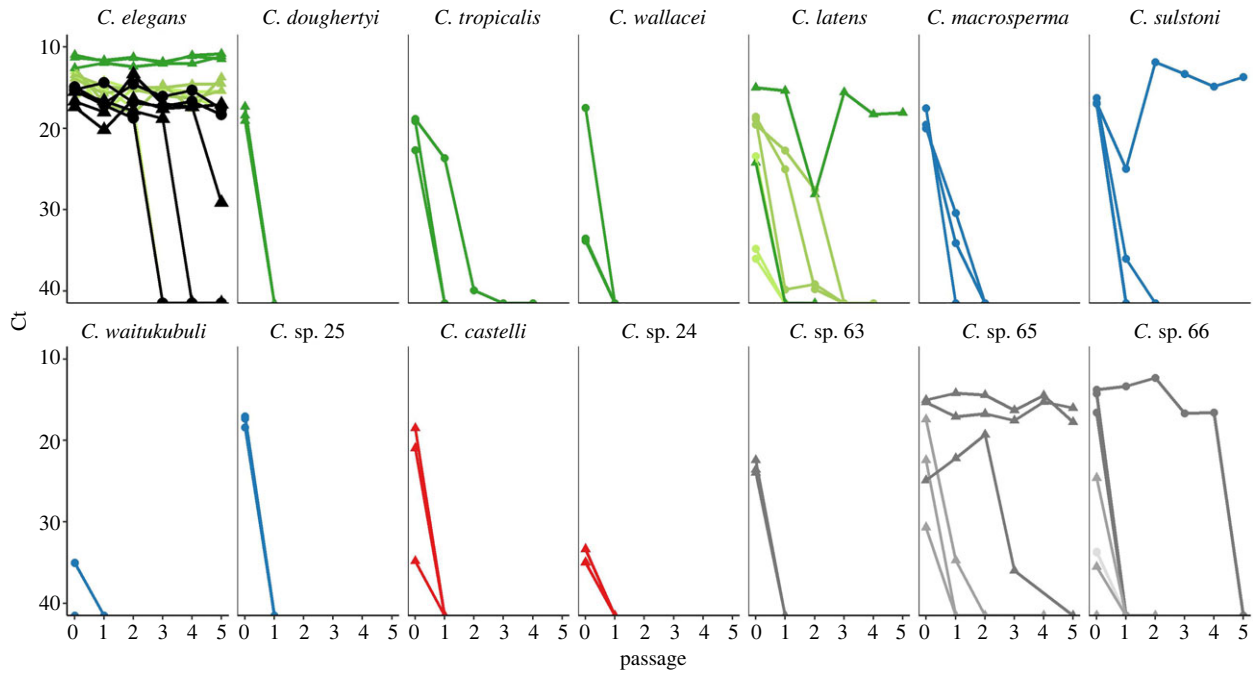 C. elegans C. doughertyi C. tropicalis C. wallacei C. latens C. macrosperma C. sulstoni
10
20
30
40
Ct
C. waitukubuli C. sp. 25 C. castelli C. sp. 24 C. sp. 63 C. sp. 65 C. sp. 66
10
20
30
40
0 1 2 3 4 5 0 1 2 3 4 5 0 1 2 3 4 5 0 1 2 3 4 5 0 1 2 3 4 5 0 1 2 3 4 5 0 1 2 3 4 5
passage